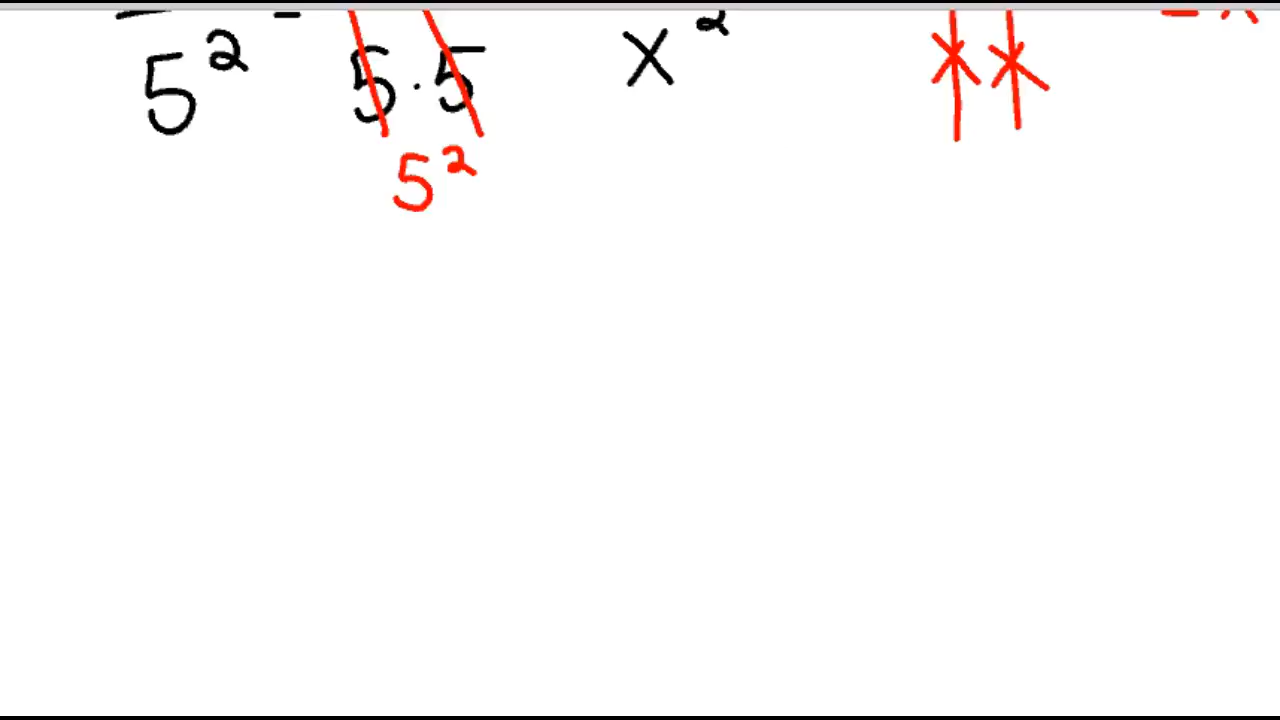 5² = 5·5 x² x x
5²